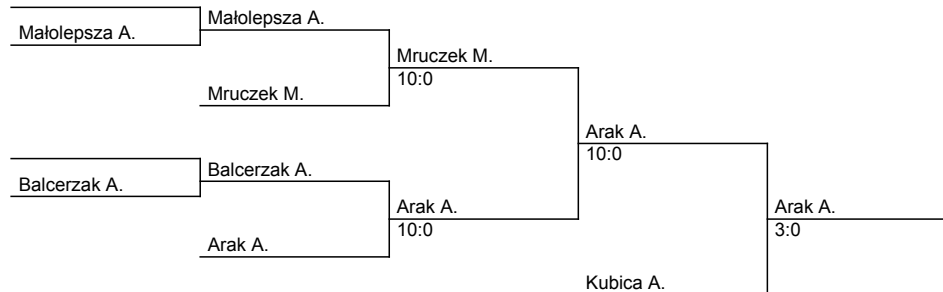 Małolepsza A.
Małolepsza A.
Mruczek M.
10:0
Mruczek M.
Arak A.
10:0
Balcerzak A.
Balcerzak A.
Arak A.
10:0
Arak A.
3:0
Arak A.
Kubica A.